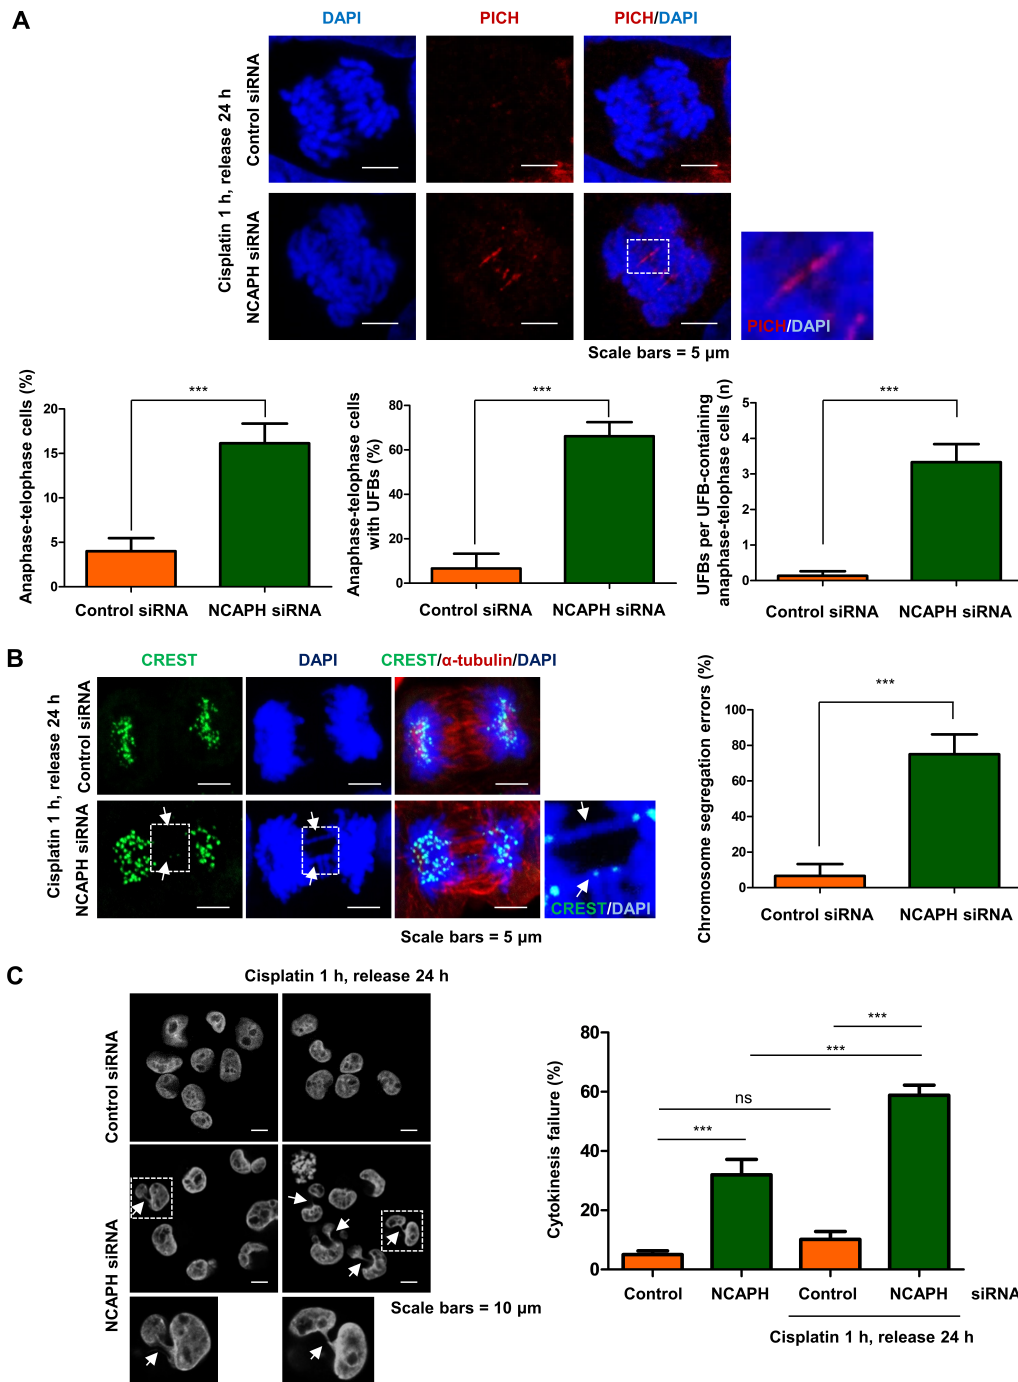 A
DAPI
PICH
PICH/DAPI
Cisplatin 1 h, release 24 h
Control siRNA
NCAPH siRNA
PICH/DAPI
Scale bars = 5 µm
Anaphase-telophase cells (%)
20
15
10
5
0
***
Control siRNA
NCAPH siRNA
Anaphase-telophase cells
with UFBs (%)
80
60
40
20
0
***
Control siRNA
NCAPH siRNA
UFBs per UFB-containing
anaphase-telophase cells (n)
5
4
3
2
1
0
***
Control siRNA
NCAPH siRNA
B
CREST
DAPI
CREST/α-tubulin/DAPI
Cisplatin 1 h, release 24 h
Control siRNA
NCAPH siRNA
CREST/DAPI
Scale bars = 5 µm
Chromosome segregation errors (%)
100
80
60
40
20
0
***
Control siRNA
NCAPH siRNA
C
Cisplatin 1 h, release 24 h
Control siRNA
NCAPH siRNA
Scale bars = 10 µm
Cytokinesis failure (%)
80
60
40
20
0
***
***
ns
***
Control
NCAPH
Control
NCAPH
siRNA
Cisplatin 1 h, release 24 h